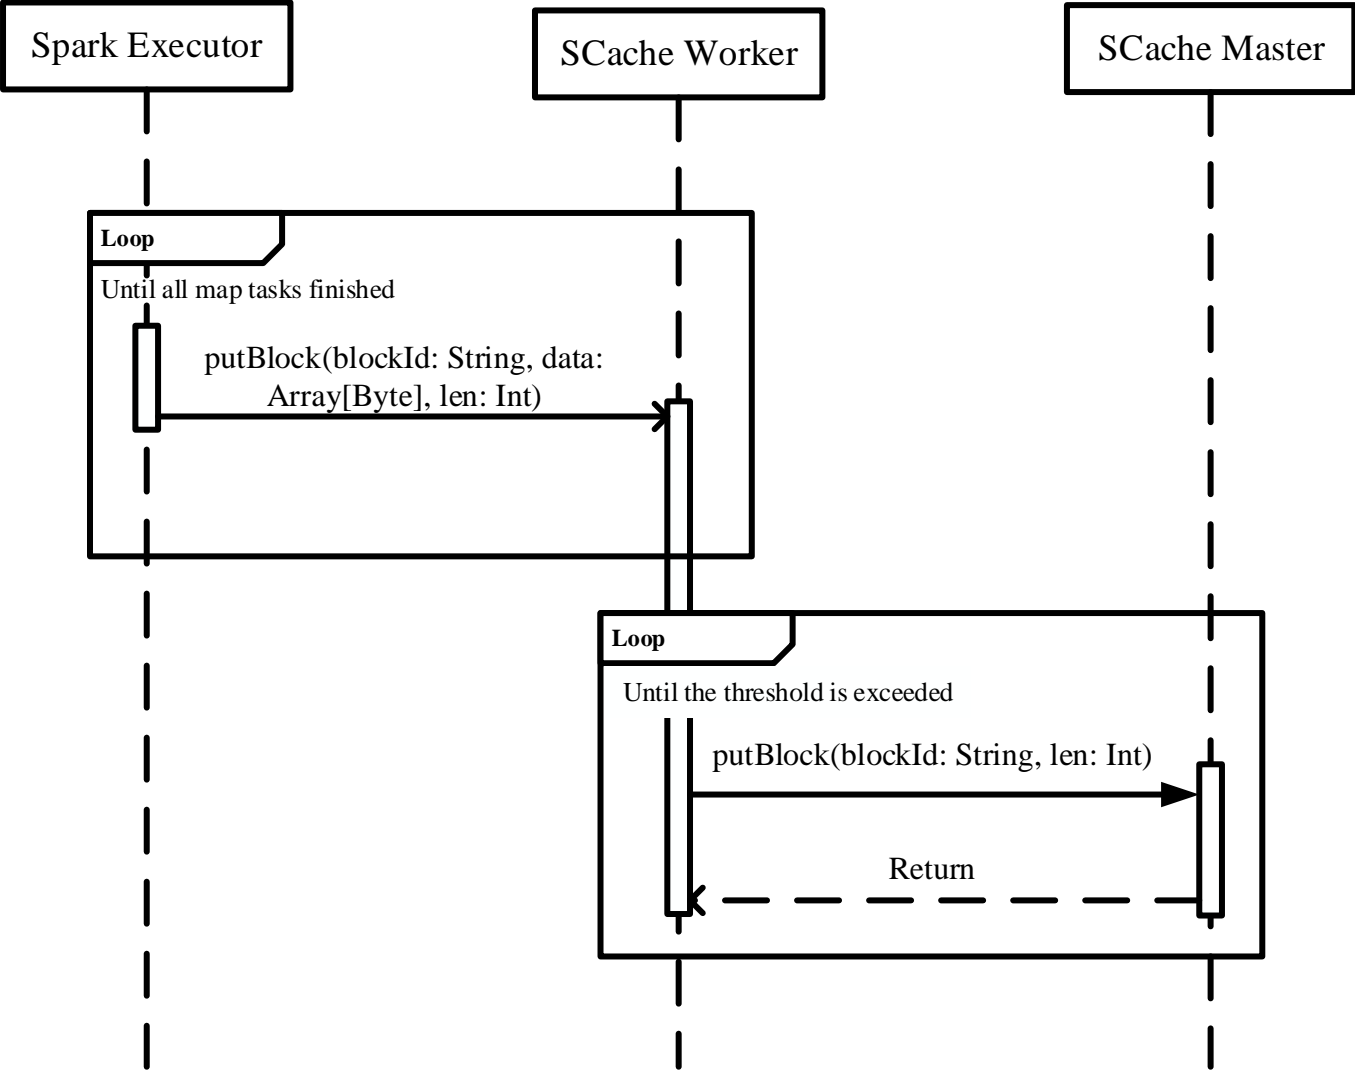 Spark Executor
SCache Worker
SCache Master
Loop
Until all map tasks finished
putBlock(blockId: String, data:
Array[Byte], len: Int)
Loop
Until the threshold is exceeded
putBlock(blockId: String, len: Int)
Return